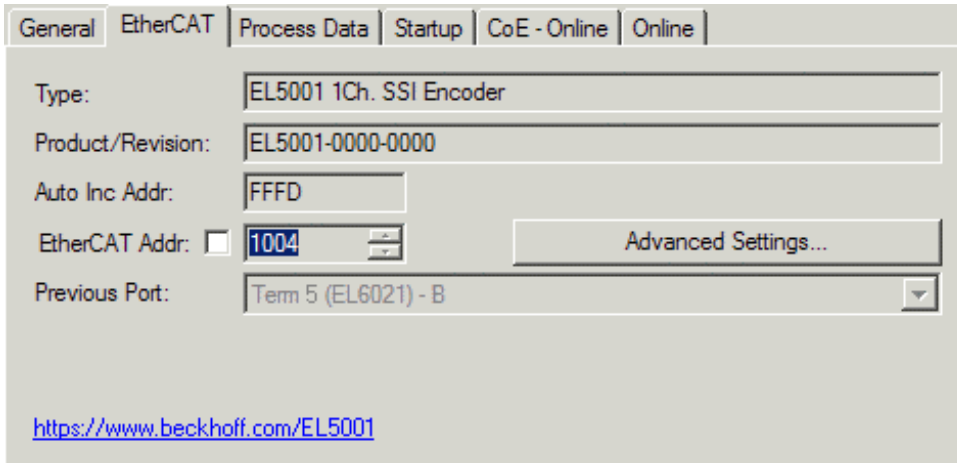 General EtherCAT Process Data Startup CoE - Online Online
Type: EL5001 1Ch. SSI Encoder
Product/Revision: EL5001-0000-0000
Auto Inc Addr: FFFD
EtherCAT Addr: 1004 Advanced Settings...
Previous Port: Term 5 (EL6021) - B
https://www.beckhoff.com/EL5001